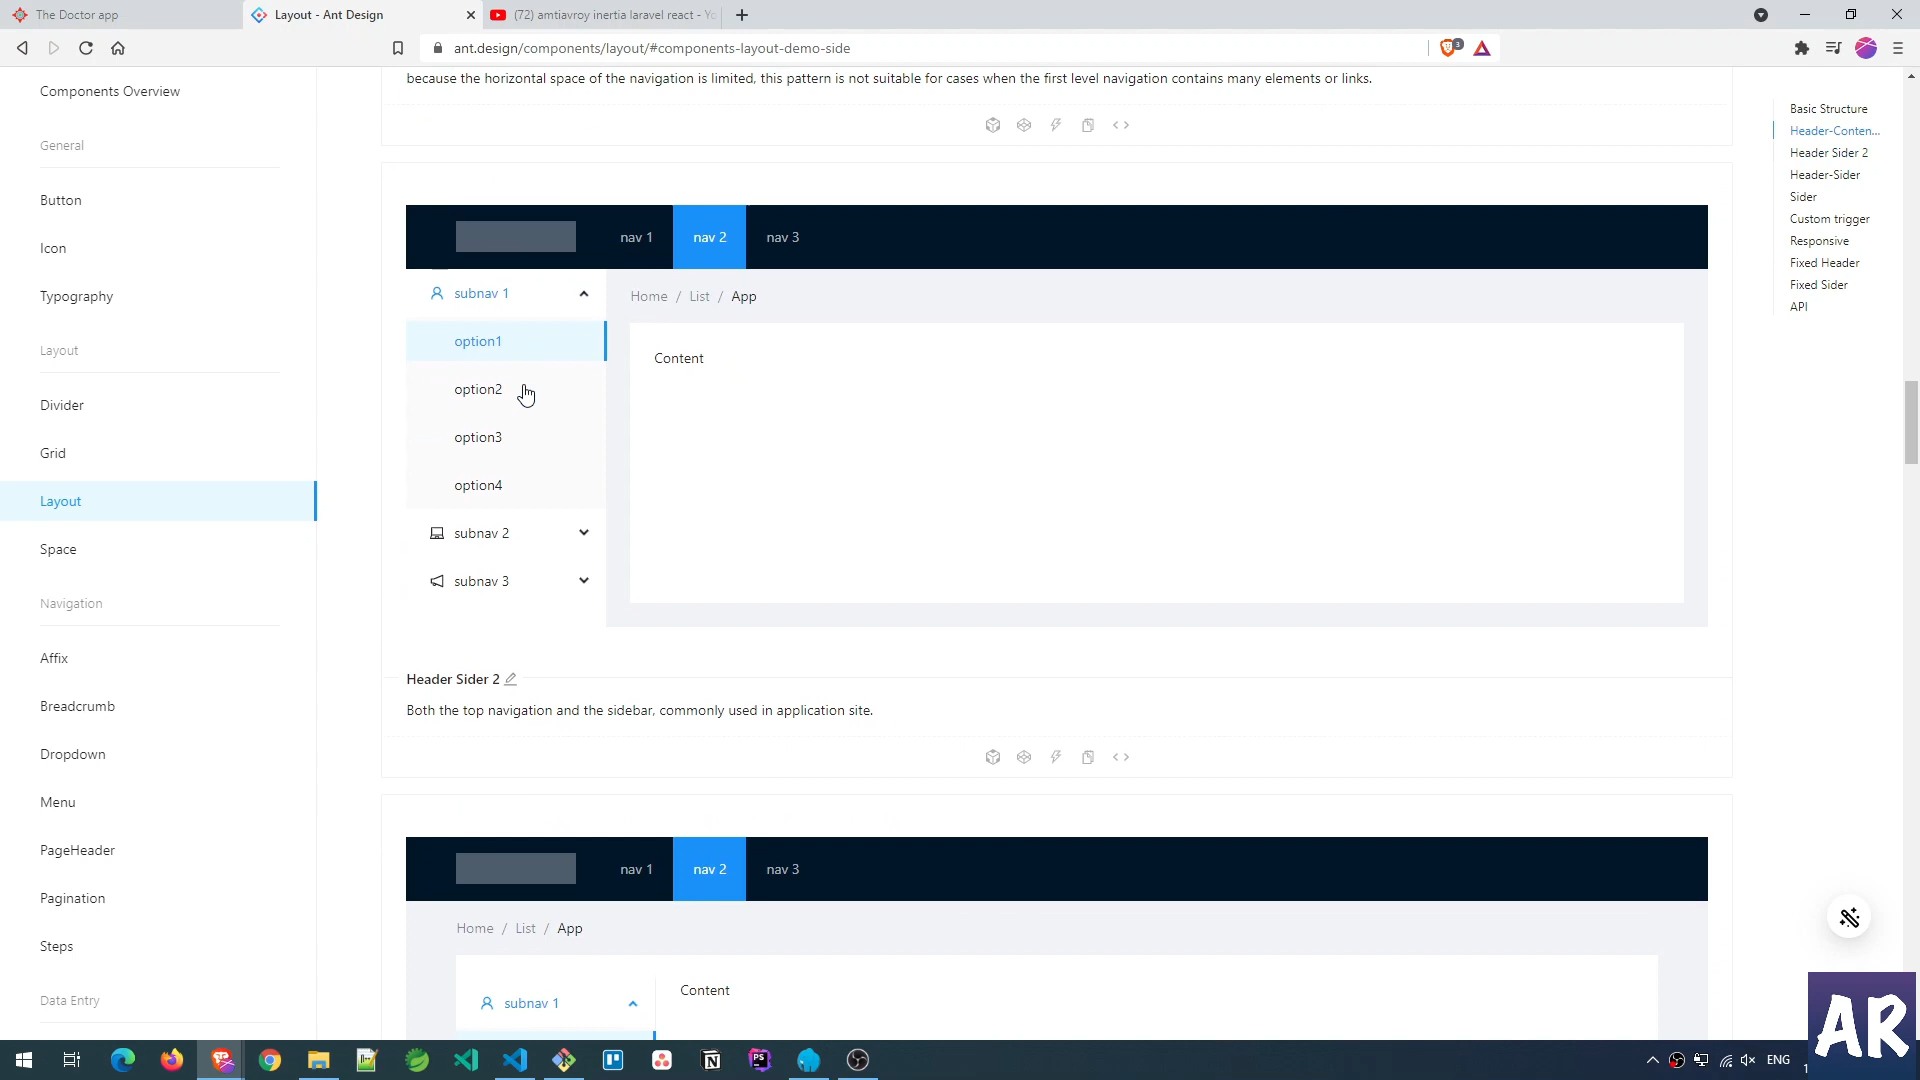 The Doctor app
Layout - Ant Design
(72) amtiavroy inertia laravel react - Yo
ant.design/components/layout/#components-layout-demo-side
3
because the horizontal space of the navigation is limited, this pattern is not suitable for cases when the first level navigation contains many elements or links.
Components Overview
General
Button
Icon
Typography
Layout
Divider
Grid
Layout
Space
Navigation
Affix
Breadcrumb
Dropdown
Menu
PageHeader
Pagination
Steps
Data Entry
nav 1
nav 2
nav 3
subnav 1
option1
option2
option3
option4
subnav 2
subnav 3
Home / List / App
Content
Header Sider 2
Both the top navigation and the sidebar, commonly used in application site.
nav 1
nav 2
nav 3
Home / List / App
subnav 1
Content
Basic Structure
Header-Conten...
Header Sider 2
Header-Sider
Sider
Custom trigger
Responsive
Fixed Header
Fixed Sider
API
PS
ENG
1
AR